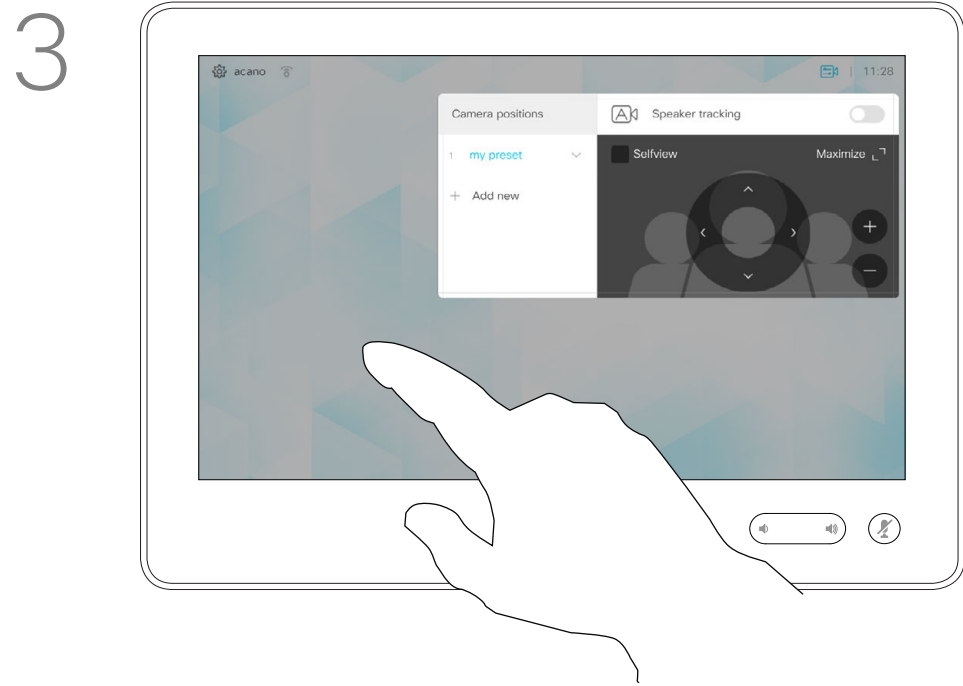 3
acano 11:28
Camera positions Speaker tracking
1 my preset Selfview Maximize
+ Add new